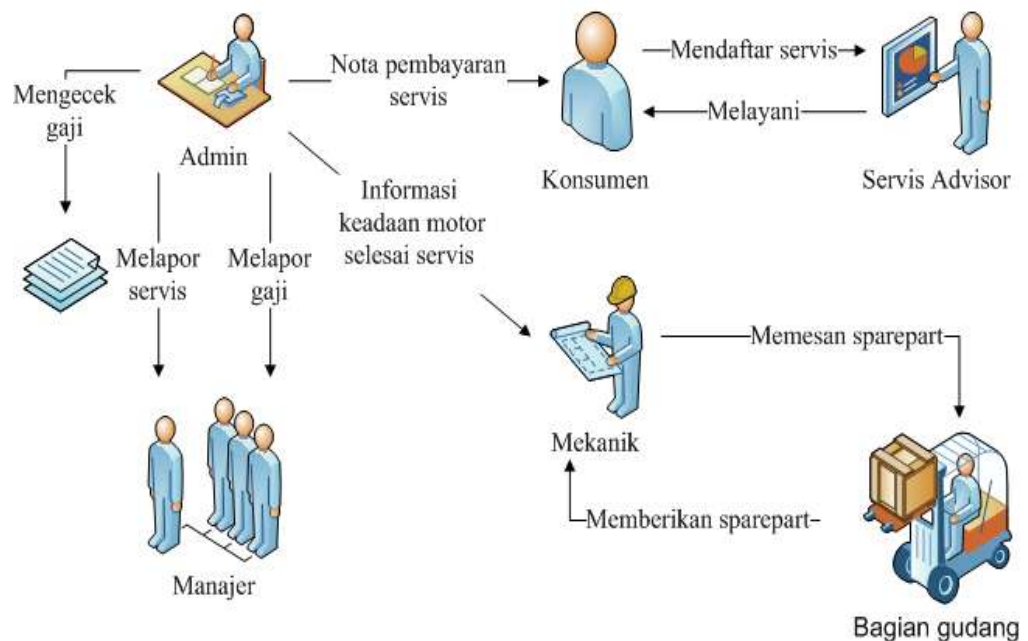 Mengecek
gaji
Admin
Nota pembayaran
servis
Konsumen
Mendaftar servis
Melayani
Servis Advisor
Melapor
servis
Melapor
gaji
Informasi
keadaan motor
selesai servis
Manajer
Mekanik
Memesan sparepart
Memberikan sparepart
Bagian gudang